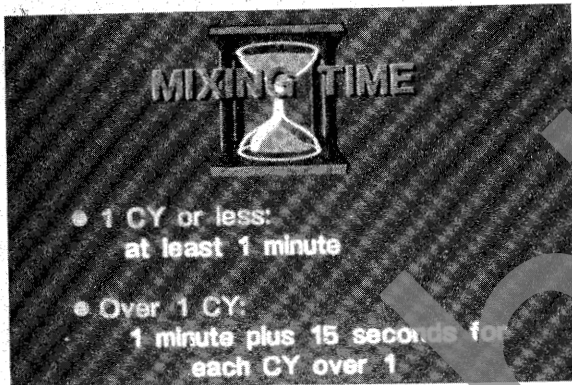 MIXING TIME
● 1 CY or less:
at least 1 minute
● Over 1 CY:
1 minute plus 15 seconds for
each CY over 1